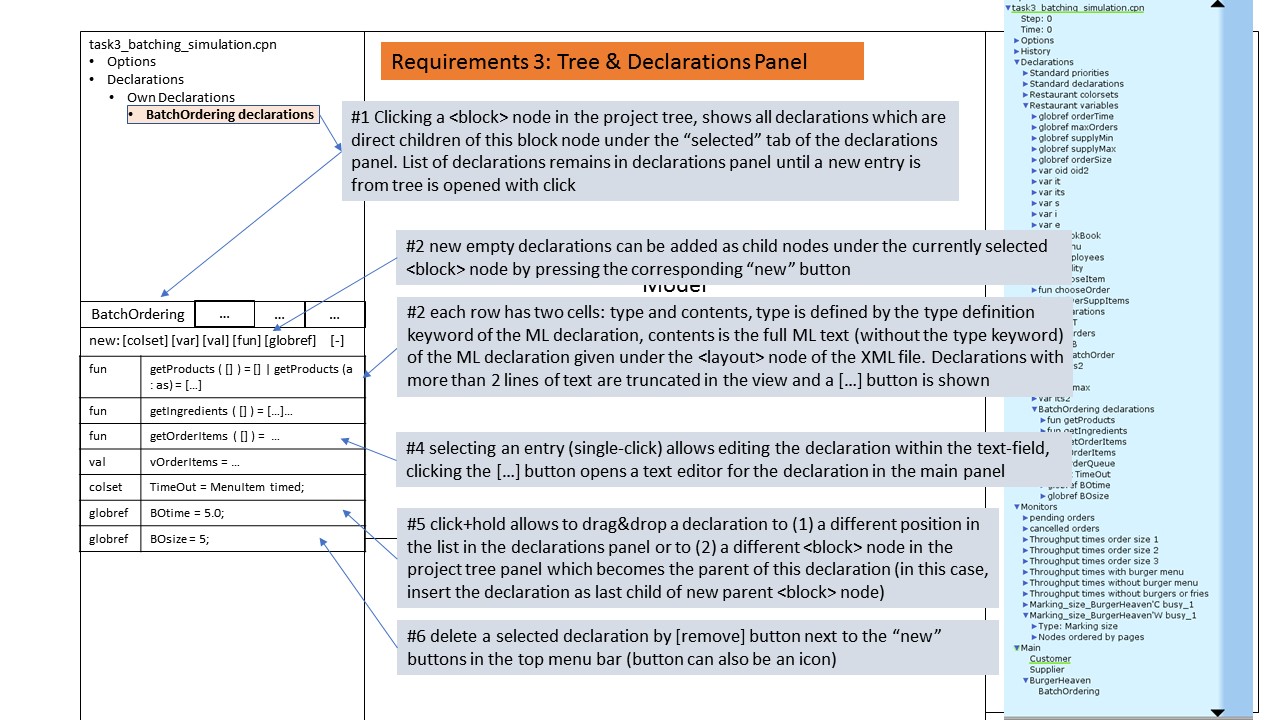 task3_batching_simulation.cpn
• Options
• Declarations
• Own Declarations
• BatchOrdering declarations
Requirements 3: Tree & Declarations Panel
#1 Clicking a <block> node in the project tree, shows all declarations which are
direct children of this block node under the “selected” tab of the declarations
panel. List of declarations remains in declarations panel until a new entry is
from tree is opened with click
#2 new empty declarations can be added as child nodes under the currently selected
<block> node by pressing the corresponding “new” button
Model
#2 each row has two cells: type and contents, type is defined by the type definition
keyword of the ML declaration, contents is the full ML text (without the type keyword)
of the ML declaration given under the <layout> node of the XML file. Declarations with
more than 2 lines of text are truncated in the view and a […] button is shown
#4 selecting an entry (single-click) allows editing the declaration within the text-field,
clicking the […] button opens a text editor for the declaration in the main panel
#5 click+hold allows to drag&drop a declaration to (1) a different position in
the list in the declarations panel or to (2) a different <block> node in the
project tree panel which becomes the parent of this declaration (in this case,
insert the declaration as last child of new parent <block> node)
#6 delete a selected declaration by [remove] button next to the “new”
buttons in the top menu bar (button can also be an icon)
BatchOrdering ... ... ...
new: [colset] [var] [val] [fun] [globref] [-]
fun getProducts ( [] ) = [] | getProducts (a
: as) = […]
fun getIngredients ( [] ) = […]…
fun getOrderItems ( [] ) = …
val vOrderItems = …
colset TimeOut = MenuItem timed;
globref BOtime = 5.0;
globref BOsize = 5;
task3_batching_simulation.cpn
Step: 0
Time: 0
Options
History
Declarations
Standard priorities
Standard declarations
Restaurant colorsets
Restaurant variables
globref orderTime
globref maxOrders
globref supplyMin
globref supplyMax
globref orderSize
var oid oid2
var it
var its
var s
var i
var e
okBook
nu
ployees
lity
oseItem
fun chooseOrder
erSuppItems
arations
T
rders
B
atchOrder
s2
max
var its2
BatchOrdering declarations
fun getProducts
fun getIngredients
etOrderItems
OrderItems
derQueue
TimeOut
globref BOtime
globref BOsize
Monitors
pending orders
cancelled orders
Throughput times order size 1
Throughput times order size 2
Throughput times order size 3
Throughput times with burger menu
Throughput times without burger menu
Throughput times without burgers or fries
Marking_size_BurgerHeaven'C busy_1
Marking_size_BurgerHeaven'W busy_1
Type: Marking size
Nodes ordered by pages
Main
Customer
Supplier
BurgerHeaven
BatchOrdering